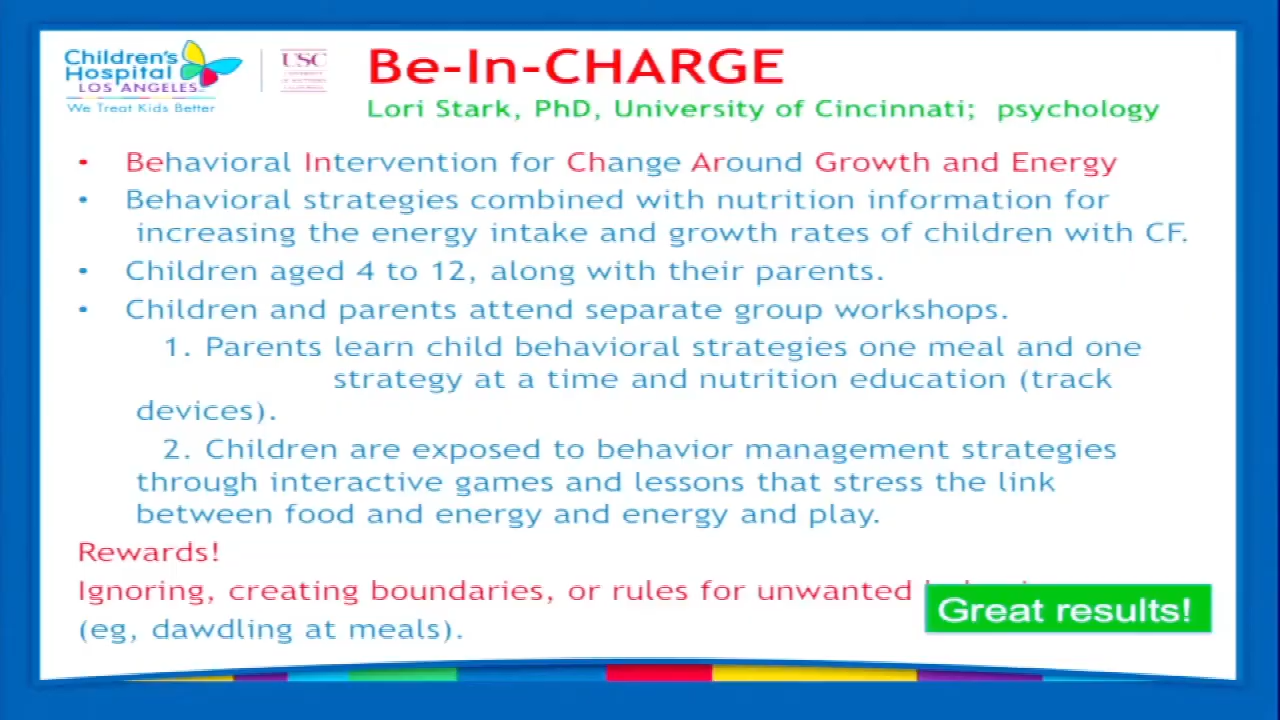 Children's
Hospital
LOS ANGELES
We Treat Kids Better
USC
UNIVERSITY
OF SOUTHERN
CALIFORNIA
Be-In-CHARGE
Lori Stark, PhD, University of Cincinnati; psychology
• Behavioral Intervention for Change Around Growth and Energy
• Behavioral strategies combined with nutrition information for
increasing the energy intake and growth rates of children with CF.
• Children aged 4 to 12, along with their parents.
• Children and parents attend separate group workshops.
1. Parents learn child behavioral strategies one meal and one
strategy at a time and nutrition education (track
devices).
2. Children are exposed to behavior management strategies
through interactive games and lessons that stress the link
between food and energy and energy and play.
Rewards!
Ignoring, creating boundaries, or rules for unwanted
Great results!
(eg, dawdling at meals).